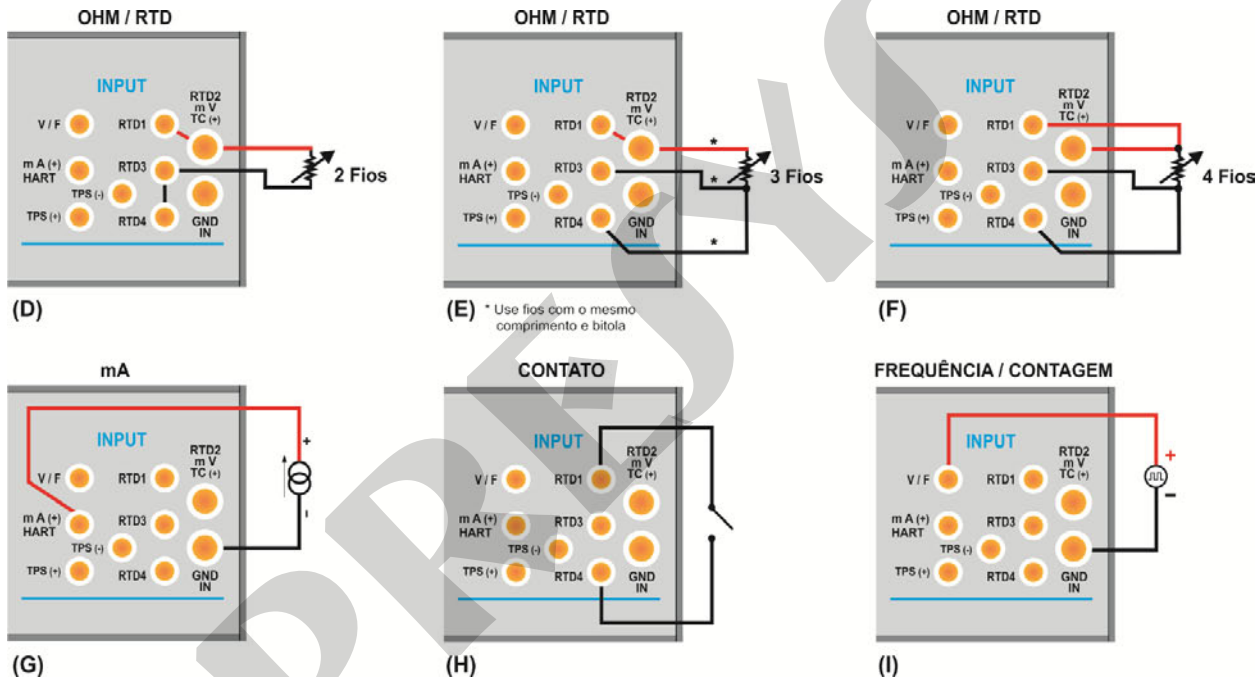 OHM / RTD
INPUT
RTD2
m V
TC (+)
V / F
RTD1
m A (+)
HART
RTD3
TPS (-)
TPS (+)
RTD4
GND
IN
2 Fios
(D)
OHM / RTD
INPUT
RTD2
m V
TC (+)
V / F
RTD1
*
m A (+)
HART
RTD3
*
3 Fios
TPS (-)
TPS (+)
RTD4
GND
IN
*
(E)
* Use fios com o mesmo
comprimento e bitola
OHM / RTD
INPUT
RTD2
m V
TC (+)
V / F
RTD1
m A (+)
HART
RTD3
4 Fios
TPS (-)
TPS (+)
RTD4
GND
IN
(F)
mA
INPUT
RTD2
m V
TC (+)
V / F
RTD1
+
-
m A (+)
HART
RTD3
TPS (-)
TPS (+)
RTD4
GND
IN
(G)
CONTATO
INPUT
RTD2
m V
TC (+)
V / F
RTD1
m A (+)
HART
RTD3
TPS (-)
TPS (+)
RTD4
GND
IN
(H)
FREQUÊNCIA / CONTAGEM
INPUT
RTD2
m V
TC (+)
V / F
RTD1
+
-
m A (+)
HART
RTD3
TPS (-)
TPS (+)
RTD4
GND
IN
(I)
PRESYS